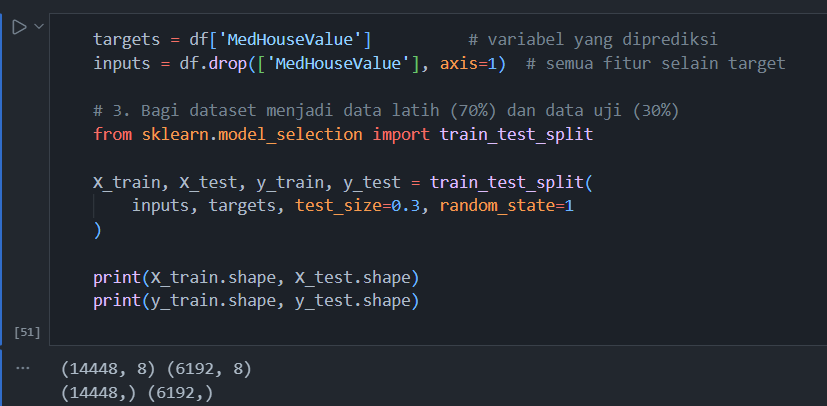 targets = df['MedHouseValue']          # variabel yang diprediksi
inputs = df.drop(['MedHouseValue'], axis=1)  # semua fitur selain target
# 3. Bagi dataset menjadi data latih (70%) dan data uji (30%)
from sklearn.model_selection import train_test_split
X_train, X_test, y_train, y_test = train_test_split(
    inputs, targets, test_size=0.3, random_state=1
)
print(X_train.shape, X_test.shape)
print(y_train.shape, y_test.shape)
[51]
... (14448, 8) (6192, 8)
(14448,) (6192,)